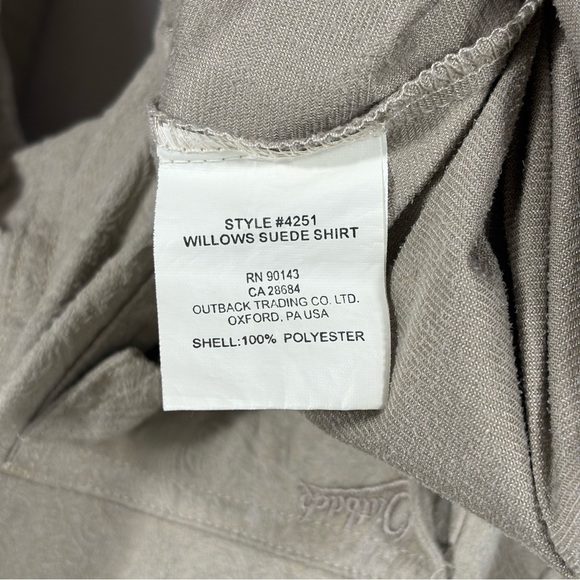 STYLE #4251
WILLOWS SUEDE SHIRT
RN 90143
CA 28684
OUTBACK TRADING CO. LTD.
OXFORD, PA USA
SHELL:100% POLYESTER
Outback